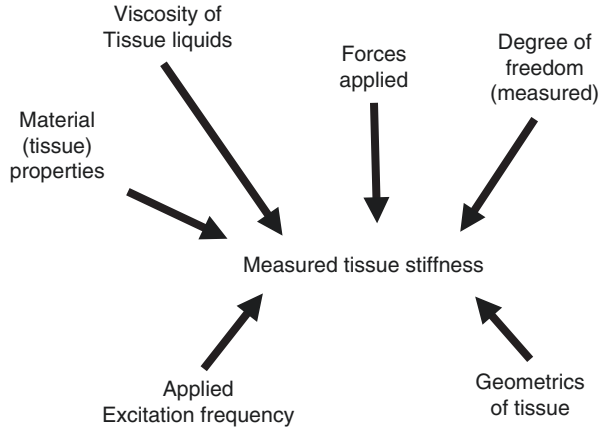 Viscosity of
Tissue liquids
Forces
applied
Degree of
freedom
(measured)
Material
(tissue)
properties
Measured tissue stiffness
Applied
Excitation frequency
Geometrics
of tissue